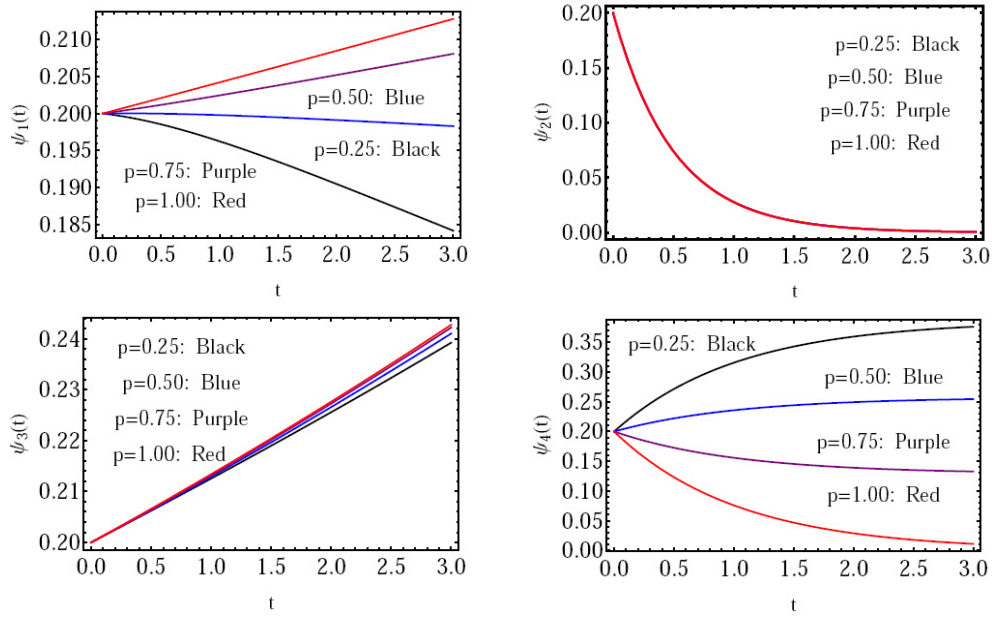 ψ1(t)
0.210
0.205
0.200
0.195
0.190
0.185
p=0.50: Blue
p=0.25: Black
p=0.75: Purple
p=1.00: Red
0.0 0.5 1.0 1.5 2.0 2.5 3.0
t
ψ2(t)
0.20
0.15
0.10
0.05
0.00
p=0.25: Black
p=0.50: Blue
p=0.75: Purple
p=1.00: Red
0.0 0.5 1.0 1.5 2.0 2.5 3.0
t
ψ3(t)
0.24
0.23
0.22
0.21
0.20
p=0.25: Black
p=0.50: Blue
p=0.75: Purple
p=1.00: Red
0.0 0.5 1.0 1.5 2.0 2.5 3.0
t
ψ4(t)
0.35
0.30
0.25
0.20
0.15
0.10
0.05
0.00
p=0.25: Black
p=0.50: Blue
p=0.75: Purple
p=1.00: Red
0.0 0.5 1.0 1.5 2.0 2.5 3.0
t